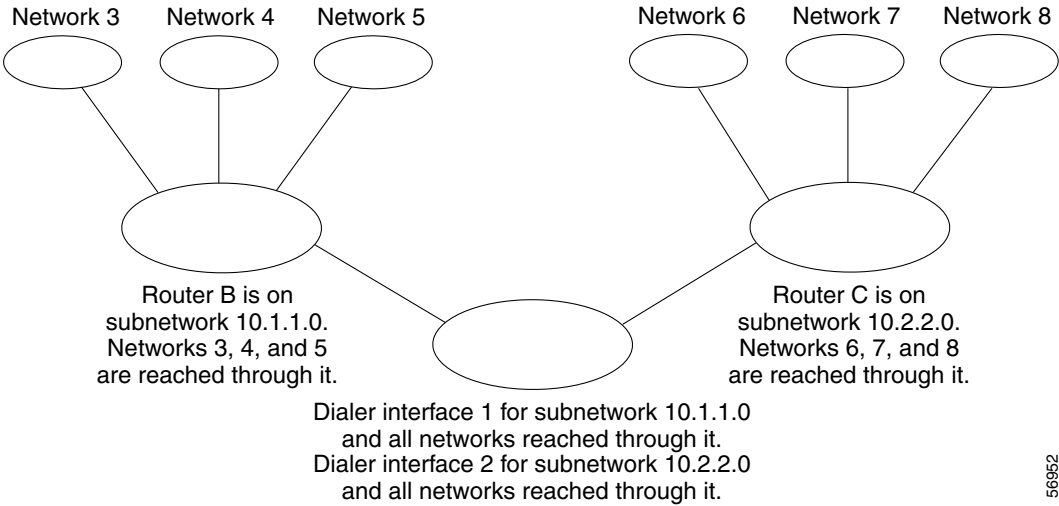 Network 3
Network 4
Network 5
Network 6
Network 7
Network 8
Router B is on
subnetwork 10.1.1.0.
Networks 3, 4, and 5
are reached through it.
Router C is on
subnetwork 10.2.2.0.
Networks 6, 7, and 8
are reached through it.
Dialer interface 1 for subnetwork 10.1.1.0
and all networks reached through it.
Dialer interface 2 for subnetwork 10.2.2.0
and all networks reached through it.
56952